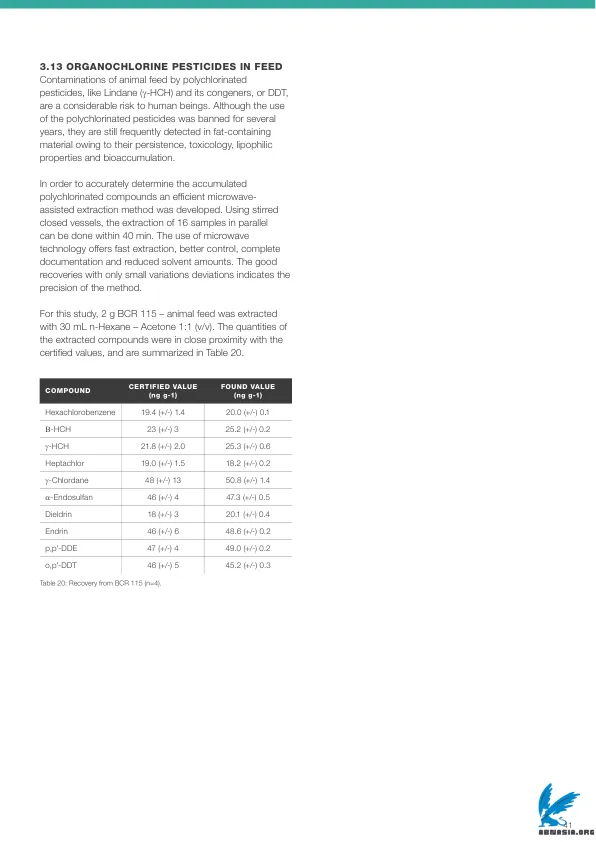 3.13 ORGANOCHLORINE PESTICIDES IN FEED
Contaminations of animal feed by polychlorinated
pesticides, like Lindane (γ-HCH) and its congeners, or DDT,
are a considerable risk to human beings. Although the use
of the polychlorinated pesticides was banned for several
years, they are still frequently detected in fat-containing
material owing to their persistence, toxicology, lipophilic
properties and bioaccumulation.
In order to accurately determine the accumulated
polychlorinated compounds an efficient microwave-
assisted extraction method was developed. Using stirred
closed vessels, the extraction of 16 samples in parallel
can be done within 40 min. The use of microwave
technology offers fast extraction, better control, complete
documentation and reduced solvent amounts. The good
recoveries with only small variations deviations indicates the
precision of the method.
For this study, 2 g BCR 115 – animal feed was extracted
with 30 mL n-Hexane – Acetone 1:1 (v/v). The quantities of
the extracted compounds were in close proximity with the
certified values, and are summarized in Table 20.
COMPOUND CERTIFIED VALUE (ng g-1) FOUND VALUE (ng g-1)
Hexachlorobenzene 19.4 (+/-) 1.4 20.0 (+/-) 0.1
B-HCH 23 (+/-) 3 25.2 (+/-) 0.2
γ-HCH 21.8 (+/-) 2.0 25.3 (+/-) 0.6
Heptachlor 19.0 (+/-) 1.5 18.2 (+/-) 0.2
γ-Chlordane 48 (+/-) 13 50.8 (+/-) 1.4
α-Endosulfan 46 (+/-) 4 47.3 (+/-) 0.5
Dieldrin 18 (+/-) 3 20.1 (+/-) 0.4
Endrin 46 (+/-) 6 48.6 (+/-) 0.2
p,p'-DDE 47 (+/-) 4 49.0 (+/-) 0.2
o,p'-DDT 46 (+/-) 5 45.2 (+/-) 0.3
Table 20: Recovery from BCR 115 (n=4).
ABNASIA.ORG